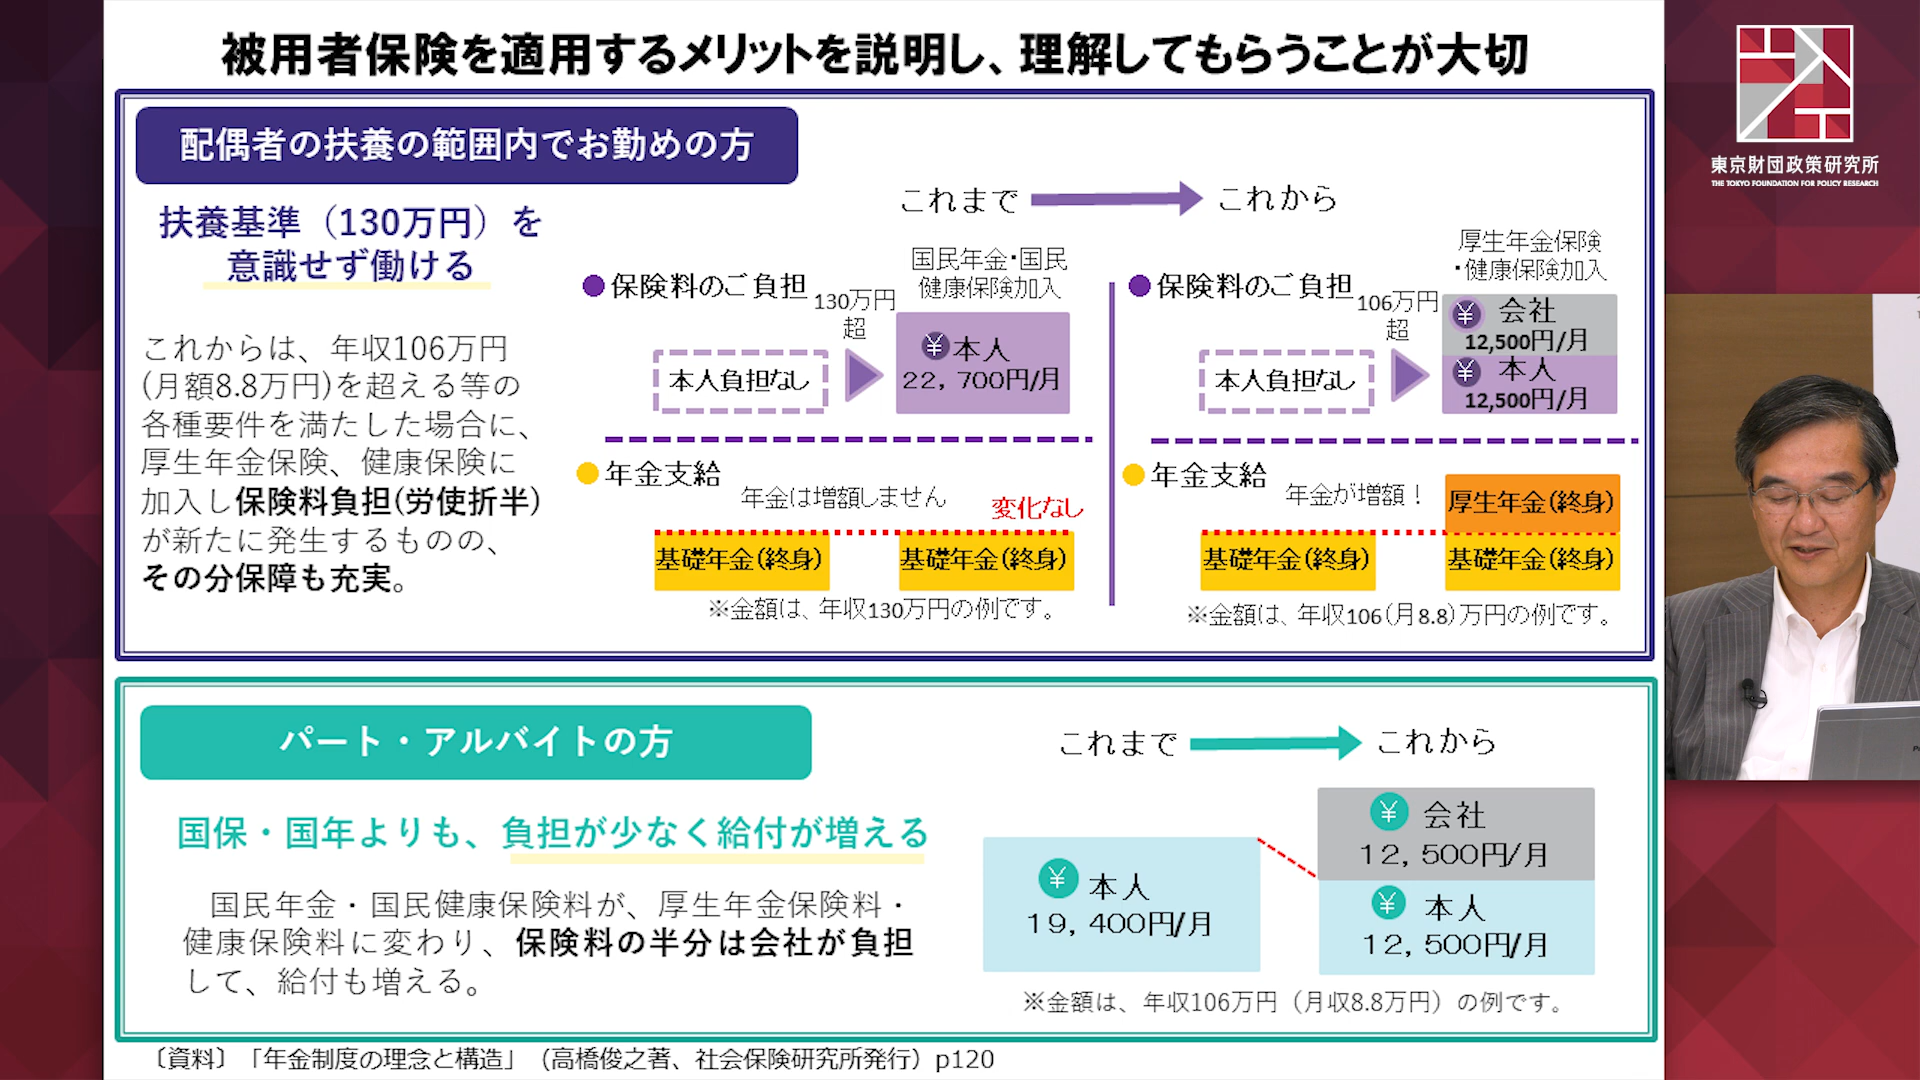 被用者保険を適用するメリットを説明し、理解してもらうことが大切
配偶者の扶養の範囲内でお勤めの方
扶養基準（130万円）を
意識せず働ける
これからは、年収106万円
(月額8.8万円)を超える等の
各種要件を満たした場合に、
厚生年金保険、健康保険に
加入し保険料負担(労使折半)
が新たに発生するものの、
その分保障も充実。
これまで
これから
●保険料のご負担
130万円
超
国民年金・国民
健康保険加入
本人負担なし
¥本人
22,700円/月
●年金支給
年金は増額しません
変化なし
基礎年金(終身)
基礎年金(終身)
※金額は、年収130万円の例です。
●保険料のご負担
106万円
超
厚生年金保険
・健康保険加入
本人負担なし
¥ 会社
12,500円/月
¥ 本人
12,500円/月
●年金支給
年金が増額！
厚生年金(終身)
基礎年金(終身)
基礎年金(終身)
※金額は、年収106(月8.8)万円の例です。
パート・アルバイトの方
国保・国年よりも、負担が少なく給付が増える
国民年金・国民健康保険料が、厚生年金保険料・
健康保険料に変わり、保険料の半分は会社が負担
して、給付も増える。
これまで
これから
¥ 本人
19,400円/月
¥ 会社
12,500円/月
¥ 本人
12,500円/月
※金額は、年収106万円（月収8.8万円）の例です。
〔資料〕「年金制度の理念と構造」（高橋俊之著、社会保険研究所発行）p120
東京財団政策研究所
THE TOKYO FOUNDATION FOR POLICY RESEARCH